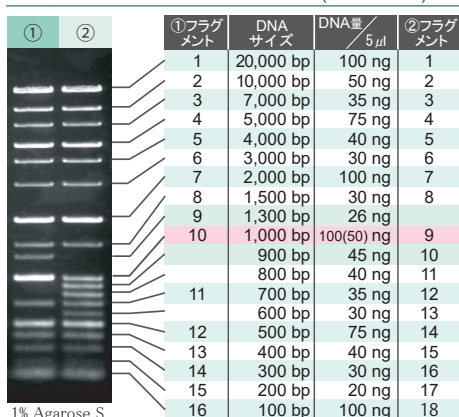 ① ②
①フラグメント DNAサイズ DNA量/5μl ②フラグメント
1 20,000 bp 100 ng 1
2 10,000 bp 50 ng 2
3 7,000 bp 35 ng 3
4 5,000 bp 75 ng 4
5 4,000 bp 40 ng 5
6 3,000 bp 30 ng 6
7 2,000 bp 100 ng 7
8 1,500 bp 30 ng 8
9 1,300 bp 26 ng
10 1,000 bp 100(50) ng 9
900 bp 45 ng 10
800 bp 40 ng 11
11 700 bp 35 ng 12
600 bp 30 ng 13
12 500 bp 75 ng 14
13 400 bp 40 ng 15
14 300 bp 30 ng 16
15 200 bp 20 ng 17
16 100 bp 100 ng 18
1% Agarose S